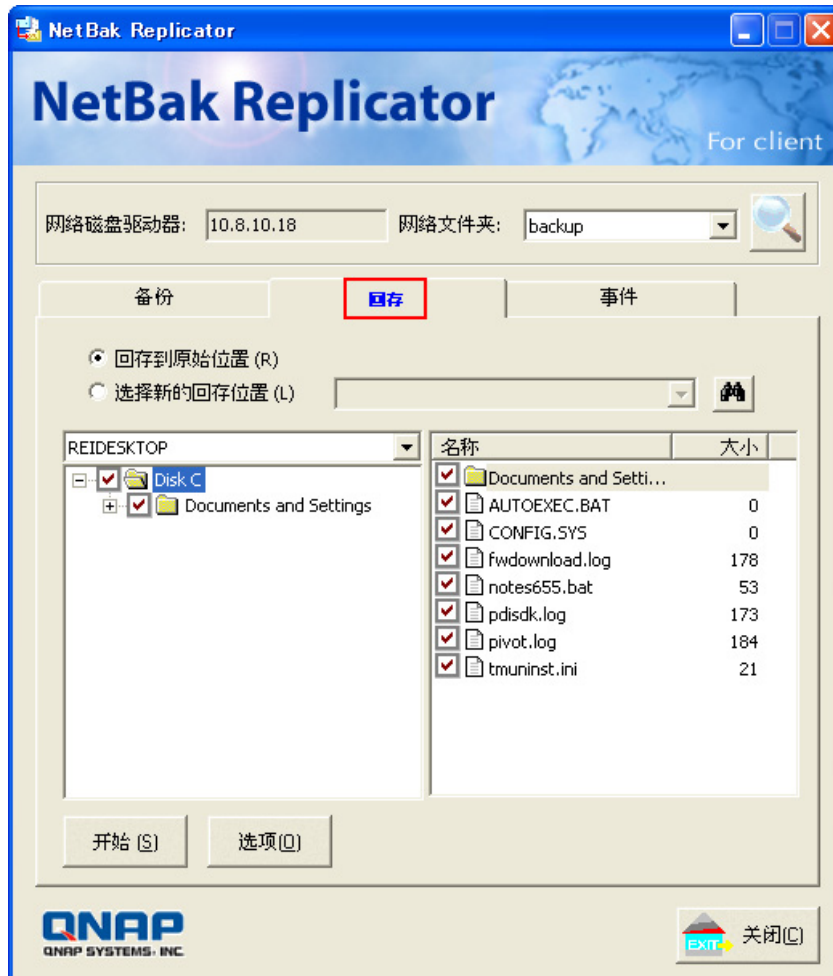 NetBak Replicator
NetBak Replicator
For client
网络磁盘驱动器: 10.8.10.18 网络文件夹: backup
备份 回存 事件
回存到原始位置 (R)
选择新的回存位置 (L)
REIDESKTOP 名称 大小
Disk C
Documents and Settings
Documents and Setti...
AUTOEXEC.BAT 0
CONFIG.SYS 0
fwdownload.log 178
notes655.bat 53
pdisdk.log 173
pivot.log 184
tmuninst.ini 21
开始 (S) 选项(O)
QNAP
QNAP SYSTEMS, INC
EXIT 关闭(C)